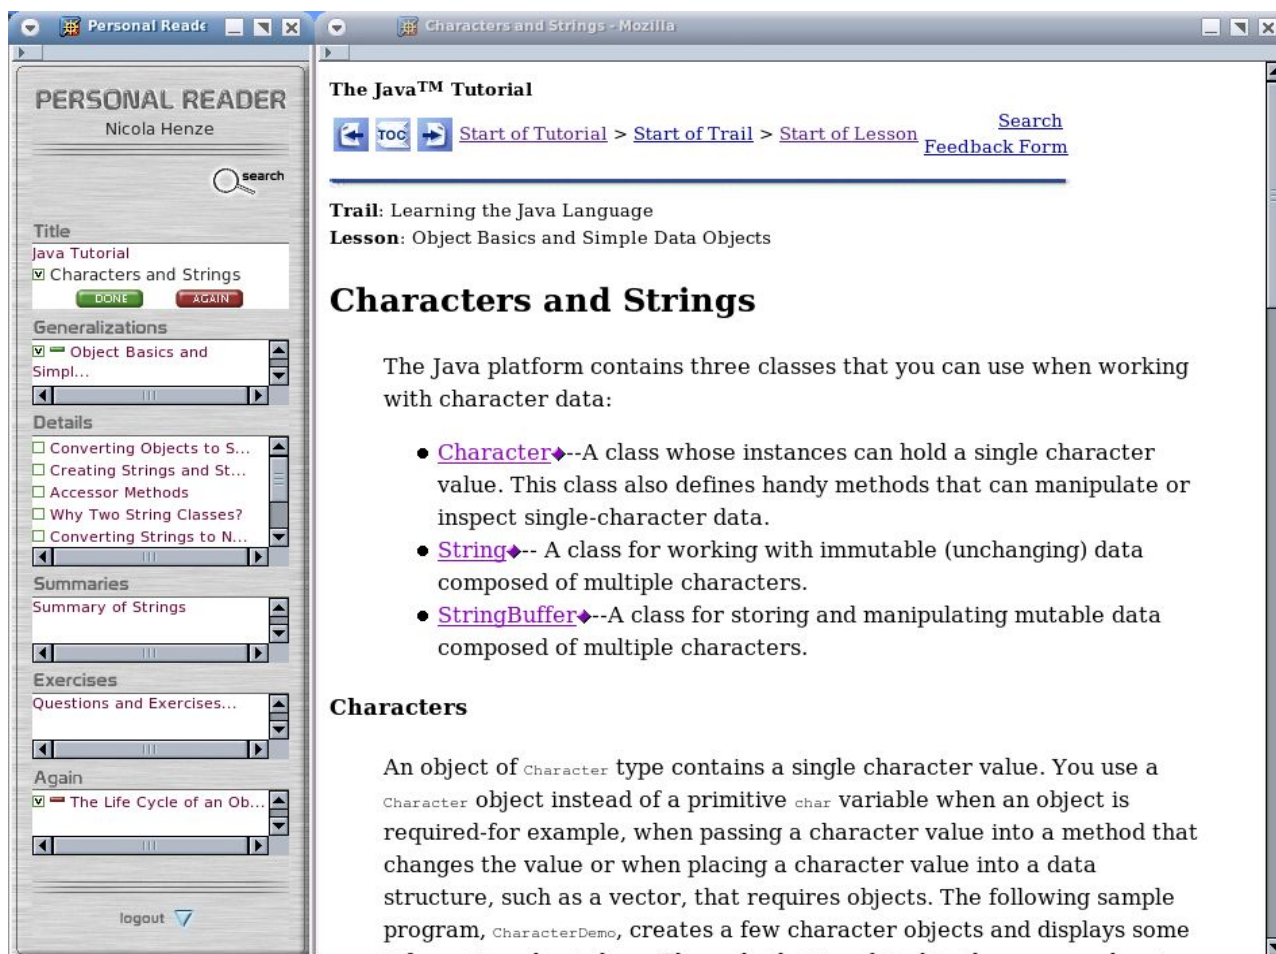 Personal Reade
PERSONAL READER
Nicola Henze
search
Title
Java Tutorial
Characters and Strings
DONE AGAIN
Generalizations
Object Basics and
Simpl...
Details
Converting Objects to S...
Creating Strings and St...
Accessor Methods
Why Two String Classes?
Converting Strings to N...
Summaries
Summary of Strings
Exercises
Questions and Exercises...
Again
The Life Cycle of an Ob...
logout
Characters and Strings - Mozilla
The Java™ Tutorial
TOC Start of Tutorial > Start of Trail > Start of Lesson
Search
Feedback Form
Trail: Learning the Java Language
Lesson: Object Basics and Simple Data Objects
Characters and Strings
The Java platform contains three classes that you can use when working
with character data:
Character--A class whose instances can hold a single character
value. This class also defines handy methods that can manipulate or
inspect single-character data.
String-- A class for working with immutable (unchanging) data
composed of multiple characters.
StringBuffer--A class for storing and manipulating mutable data
composed of multiple characters.
Characters
An object of Character type contains a single character value. You use a
Character object instead of a primitive char variable when an object is
required-for example, when passing a character value into a method that
changes the value or when placing a character value into a data
structure, such as a vector, that requires objects. The following sample
program, CharacterDemo, creates a few character objects and displays some